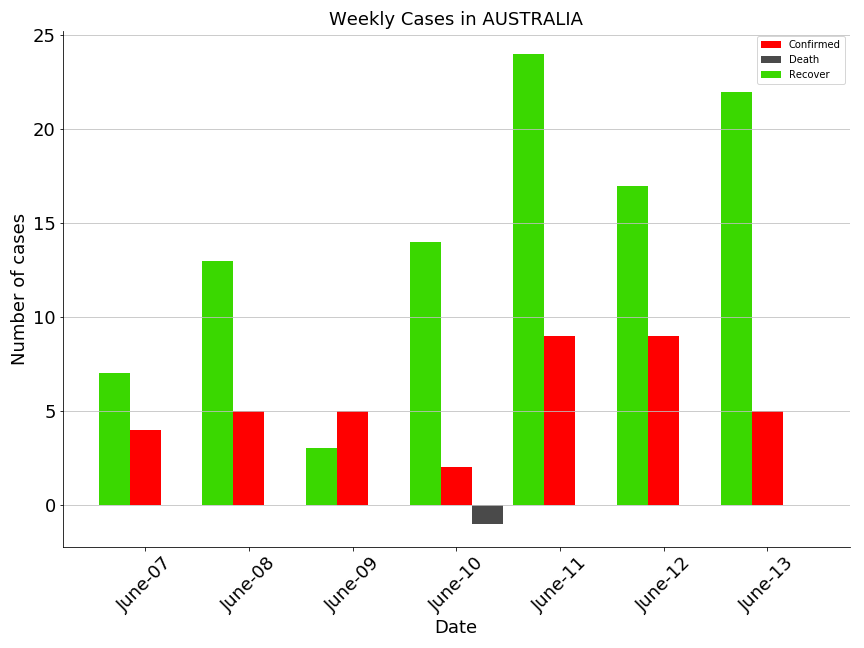 Weekly Cases in AUSTRALIA
Confirmed
Death
Recover
Number of cases
25
20
15
10
5
0
June-07
June-08
June-09
June-10
June-11
June-12
June-13
Date